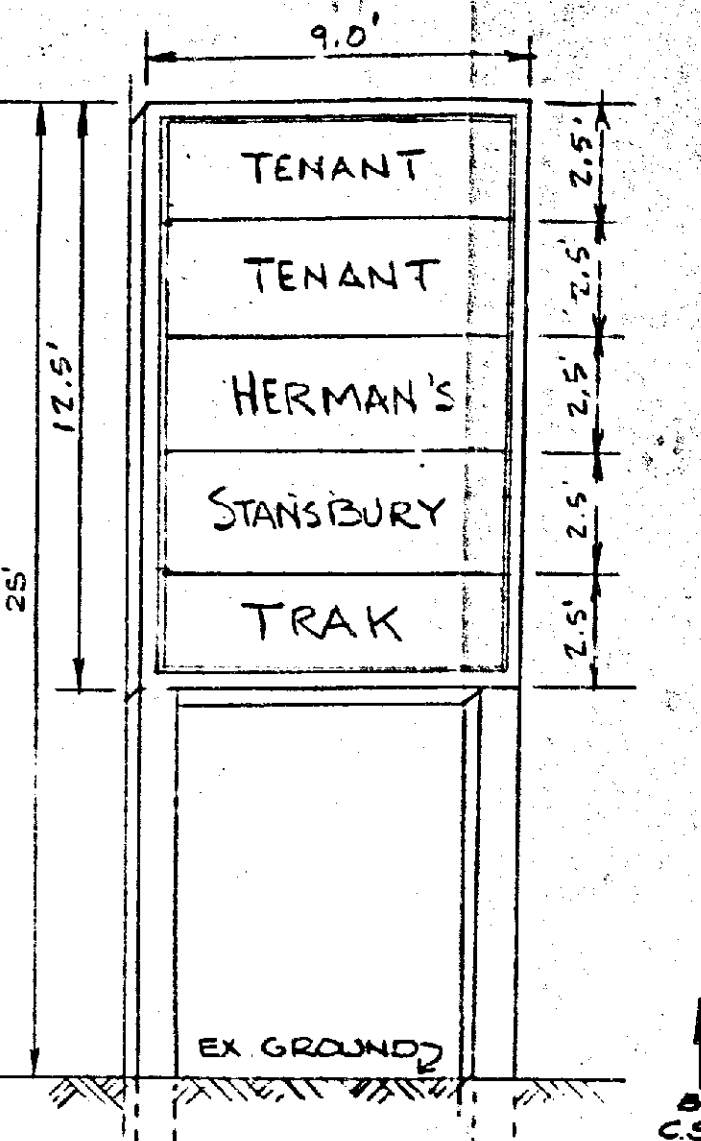 9.0'
TENANT
2.5'
TENANT
2.5'
12.5'
HERMAN'S
2.5'
STANSBURY
2.5'
25'
TRAK
2.5'
EX. GROUND
C.S